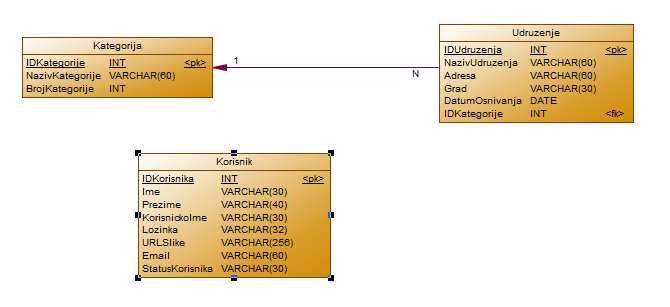 Kategorija
IDKategorije INT <pk>
NazivKategorije VARCHAR(60)
BrojKategorije INT
1
N
Udruzenje
IDUdruzenja INT <pk>
NazivUdruzenja VARCHAR(60)
Adresa VARCHAR(60)
Grad VARCHAR(30)
DatumOsnivanja DATE
IDKategorije INT <fk>
Korisnik
IDKorisnika INT <pk>
Ime VARCHAR(30)
Prezime VARCHAR(40)
KorisnickoIme VARCHAR(30)
Lozinka VARCHAR(32)
URLSlike VARCHAR(256)
Email VARCHAR(60)
StatusKorisnika VARCHAR(30)